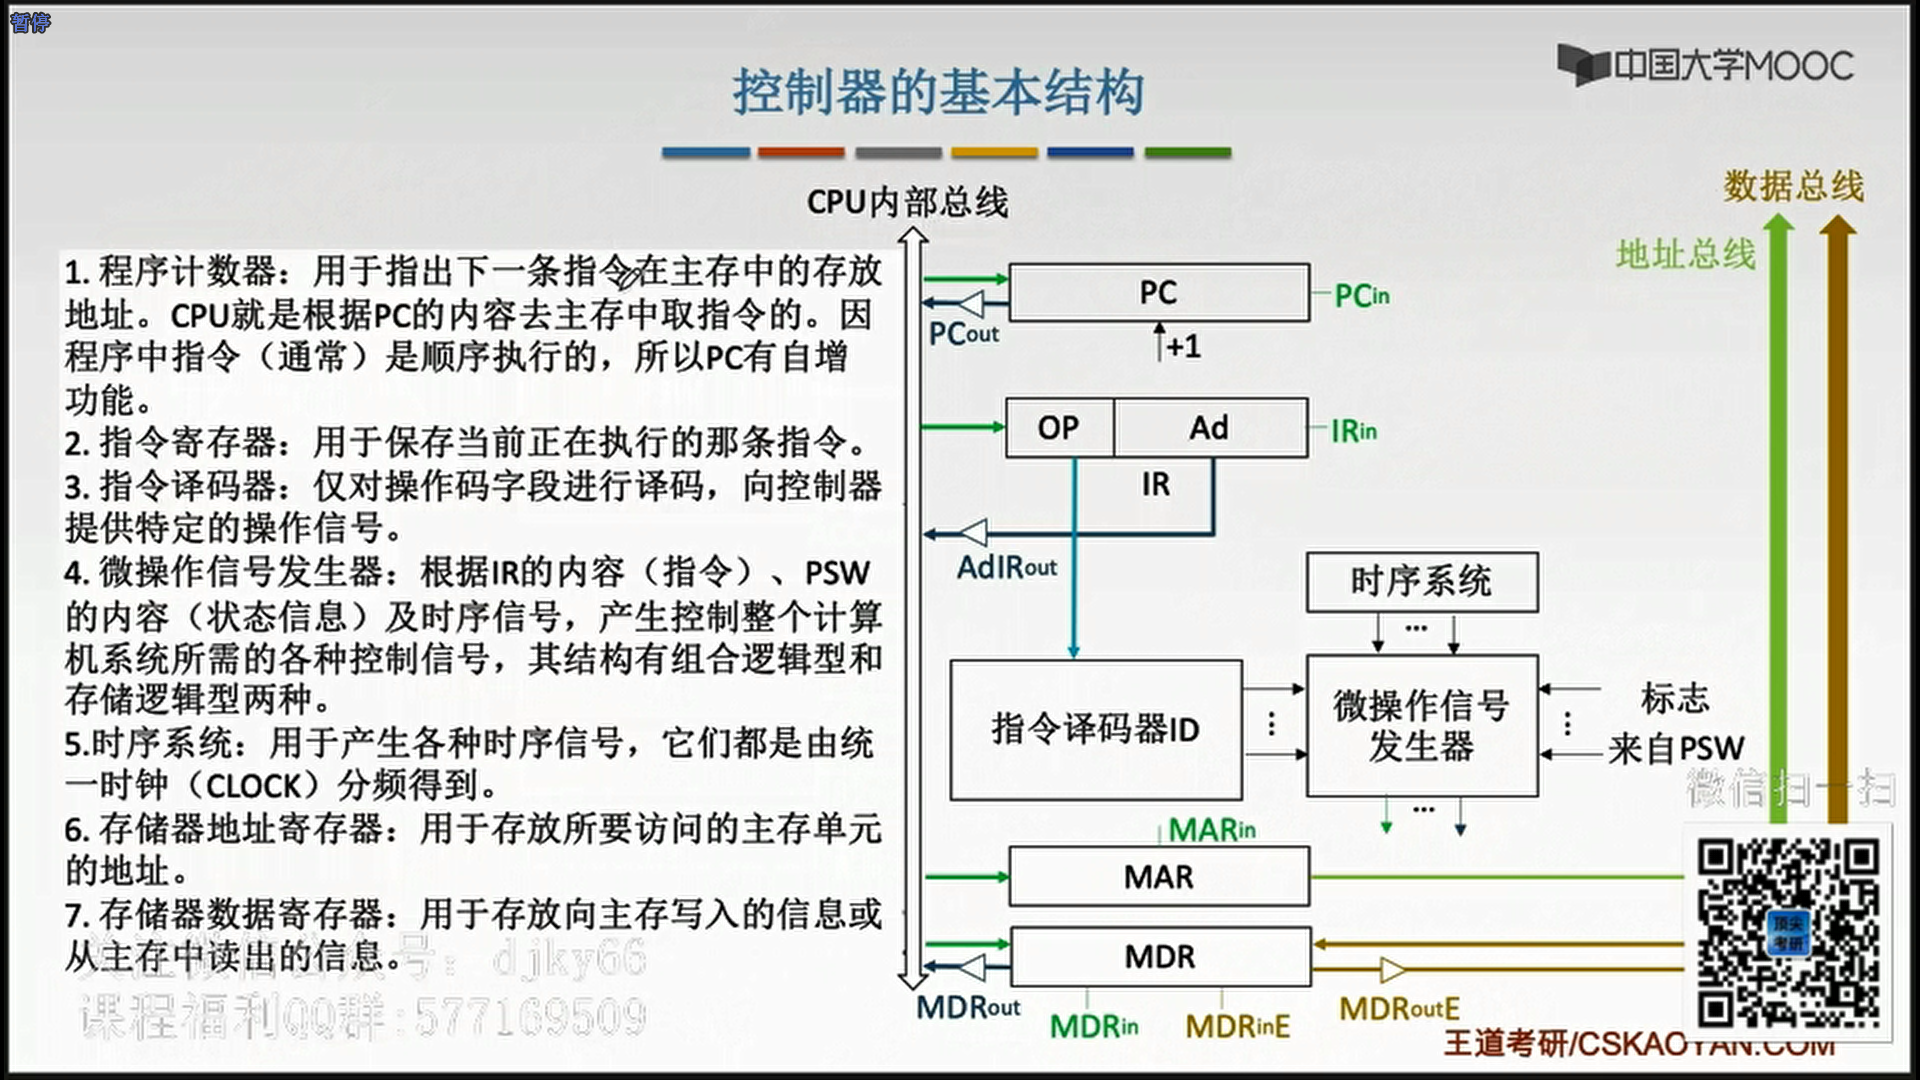 暂停
中国大学MOOC
控制器的基本结构
CPU内部总线
数据总线
地址总线
1. 程序计数器：用于指出下一条指令在主存中的存放
地址。CPU就是根据PC的内容去主存中取指令的。因
程序中指令（通常）是顺序执行的，所以PC有自增
功能。
2. 指令寄存器：用于保存当前正在执行的那条指令。
3. 指令译码器：仅对操作码字段进行译码，向控制器
提供特定的操作信号。
4. 微操作信号发生器：根据IR的内容（指令）、PSW
的内容（状态信息）及时序信号，产生控制整个计算
机系统所需的各种控制信号，其结构有组合逻辑型和
存储逻辑型两种。
5.时序系统：用于产生各种时序信号，它们都是由统
一时钟（CLOCK）分频得到。
6. 存储器地址寄存器：用于存放所要访问的主存单元
的地址。
7. 存储器数据寄存器：用于存放向主存写入的信息或
从主存中读出的信息。
关注微信公众号：djky66
课程福利QQ群:577169509
PC
PCin
PCout
+1
OP
Ad
IRin
IR
AdIRout
时序系统
...
指令译码器ID
...
微操作信号
发生器
...
标志
来自PSW
...
微信扫一扫
MARin
MAR
MDR
MDRout
MDRin
MDRinE
MDRoutE
顶尖
考研
王道考研/CSKAOYAN.COM